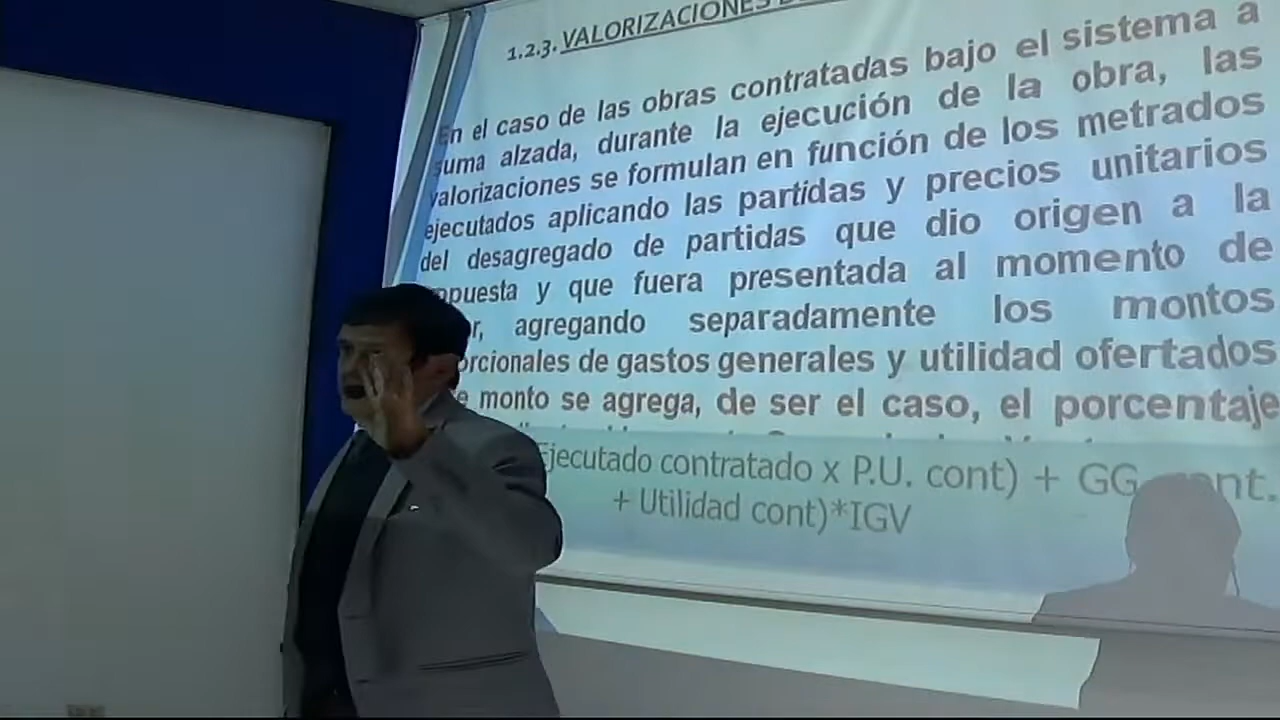 1.2.3. VALORIZACIONES
En el caso de las obras contratadas bajo el sistema a
suma alzada, durante la ejecución de la obra, las
valorizaciones se formulan en función de los metrados
ejecutados aplicando las partidas y precios unitarios
del desagregado de partidas que dio origen a la
y que fuera presentada al momento de
agregando separadamente los montos
de gastos generales y utilidad ofertados
monto se agrega, de ser el caso, el porcentaje
Ejecutado contratado x P.U. cont) + GG
+ Utilidad cont)*IGV